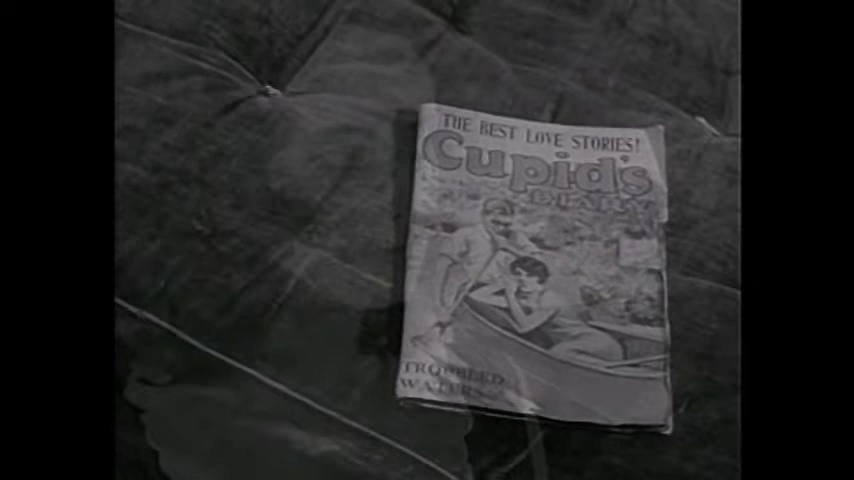 THE BEST LOVE STORIES!
Cupid's
DIARY
TROUBLED
WATERS